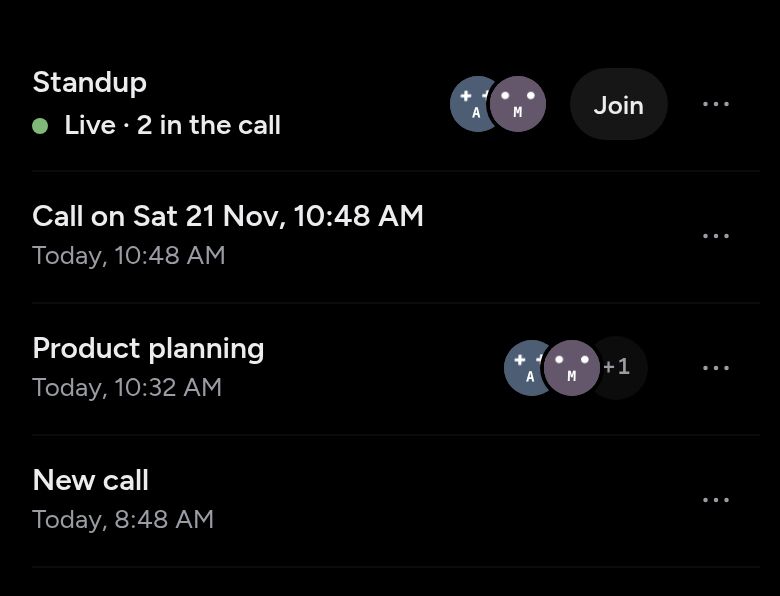 Standup
Live · 2 in the call
A
M
Join
Call on Sat 21 Nov, 10:48 AM
Today, 10:48 AM
Product planning
Today, 10:32 AM
A
M
+1
New call
Today, 8:48 AM